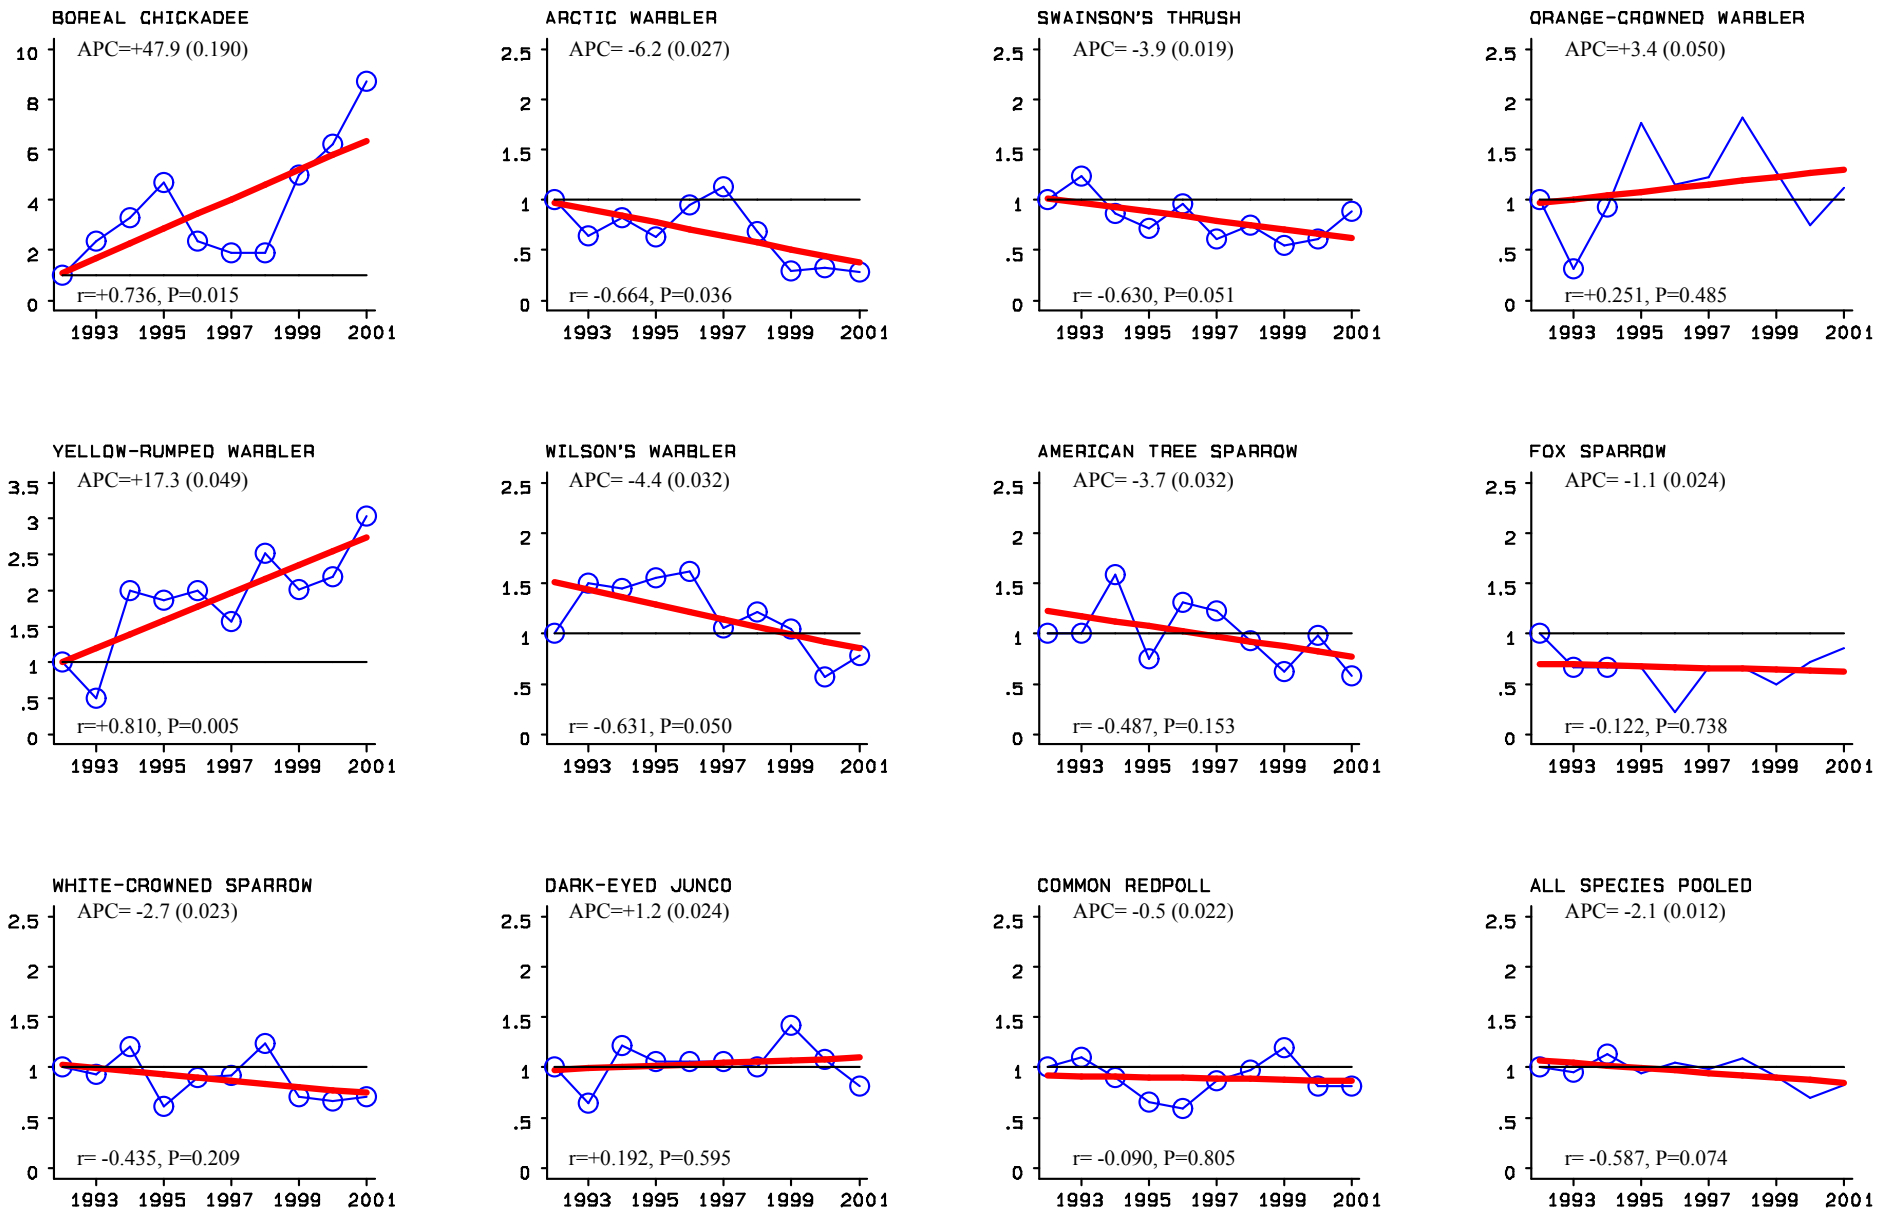 BOREAL CHICKADEE
APC=+47.9 (0.190)
10
8
6
4
2
0
r=+0.736, P=0.015
1993 1995 1997 1999 2001
ARCTIC WARBLER
APC= -6.2 (0.027)
2.5
2
1.5
1
.5
0
r= -0.664, P=0.036
1993 1995 1997 1999 2001
SWAINSON'S THRUSH
APC= -3.9 (0.019)
2.5
2
1.5
1
.5
0
r= -0.630, P=0.051
1993 1995 1997 1999 2001
ORANGE-CROWNED WARBLER
APC=+3.4 (0.050)
2.5
2
1.5
1
.5
0
r=+0.251, P=0.485
1993 1995 1997 1999 2001
YELLOW-RUMPED WARBLER
APC=+17.3 (0.049)
3.5
3
2.5
2
1.5
1
.5
0
r=+0.810, P=0.005
1993 1995 1997 1999 2001
WILSON'S WARBLER
APC= -4.4 (0.032)
2.5
2
1.5
1
.5
0
r= -0.631, P=0.050
1993 1995 1997 1999 2001
AMERICAN TREE SPARROW
APC= -3.7 (0.032)
2.5
2
1.5
1
.5
0
r= -0.487, P=0.153
1993 1995 1997 1999 2001
FOX SPARROW
APC= -1.1 (0.024)
2.5
2
1.5
1
.5
0
r= -0.122, P=0.738
1993 1995 1997 1999 2001
WHITE-CROWNED SPARROW
APC= -2.7 (0.023)
2.5
2
1.5
1
.5
0
r= -0.435, P=0.209
1993 1995 1997 1999 2001
DARK-EYED JUNCO
APC=+1.2 (0.024)
2.5
2
1.5
1
.5
0
r=+0.192, P=0.595
1993 1995 1997 1999 2001
COMMON REDPOLL
APC= -0.5 (0.022)
2.5
2
1.5
1
.5
0
r= -0.090, P=0.805
1993 1995 1997 1999 2001
ALL SPECIES POOLED
APC= -2.1 (0.012)
2.5
2
1.5
1
.5
0
r= -0.587, P=0.074
1993 1995 1997 1999 2001